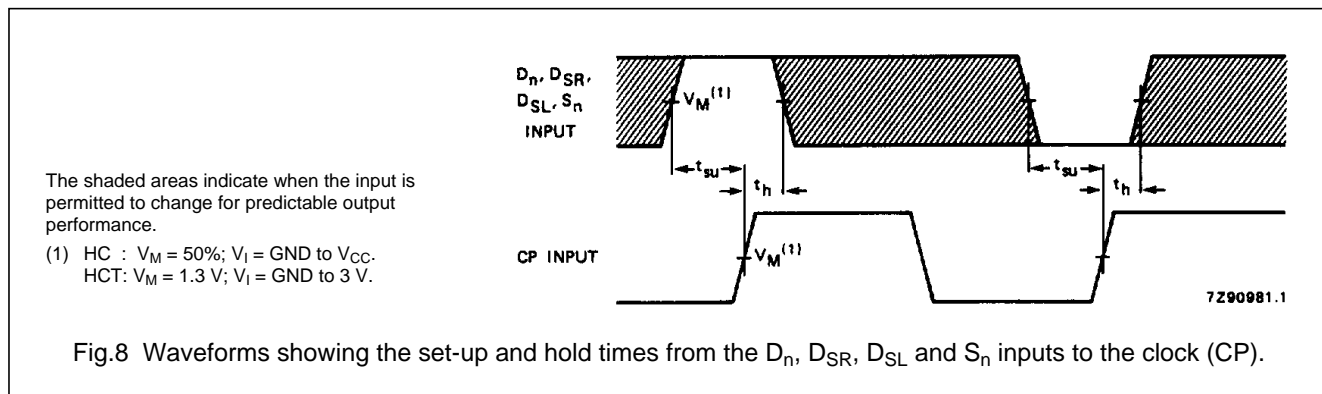 Dn, DSR,
DSL, Sn
INPUT
VM(1)
tsu
th
tsu
th
The shaded areas indicate when the input is
permitted to change for predictable output
performance.
(1) HC : VM = 50%; VI = GND to VCC.
HCT: VM = 1.3 V; VI = GND to 3 V.
CP INPUT
VM(1)
7Z90981.1
Fig.8 Waveforms showing the set-up and hold times from the Dn, DSR, DSL and Sn inputs to the clock (CP).